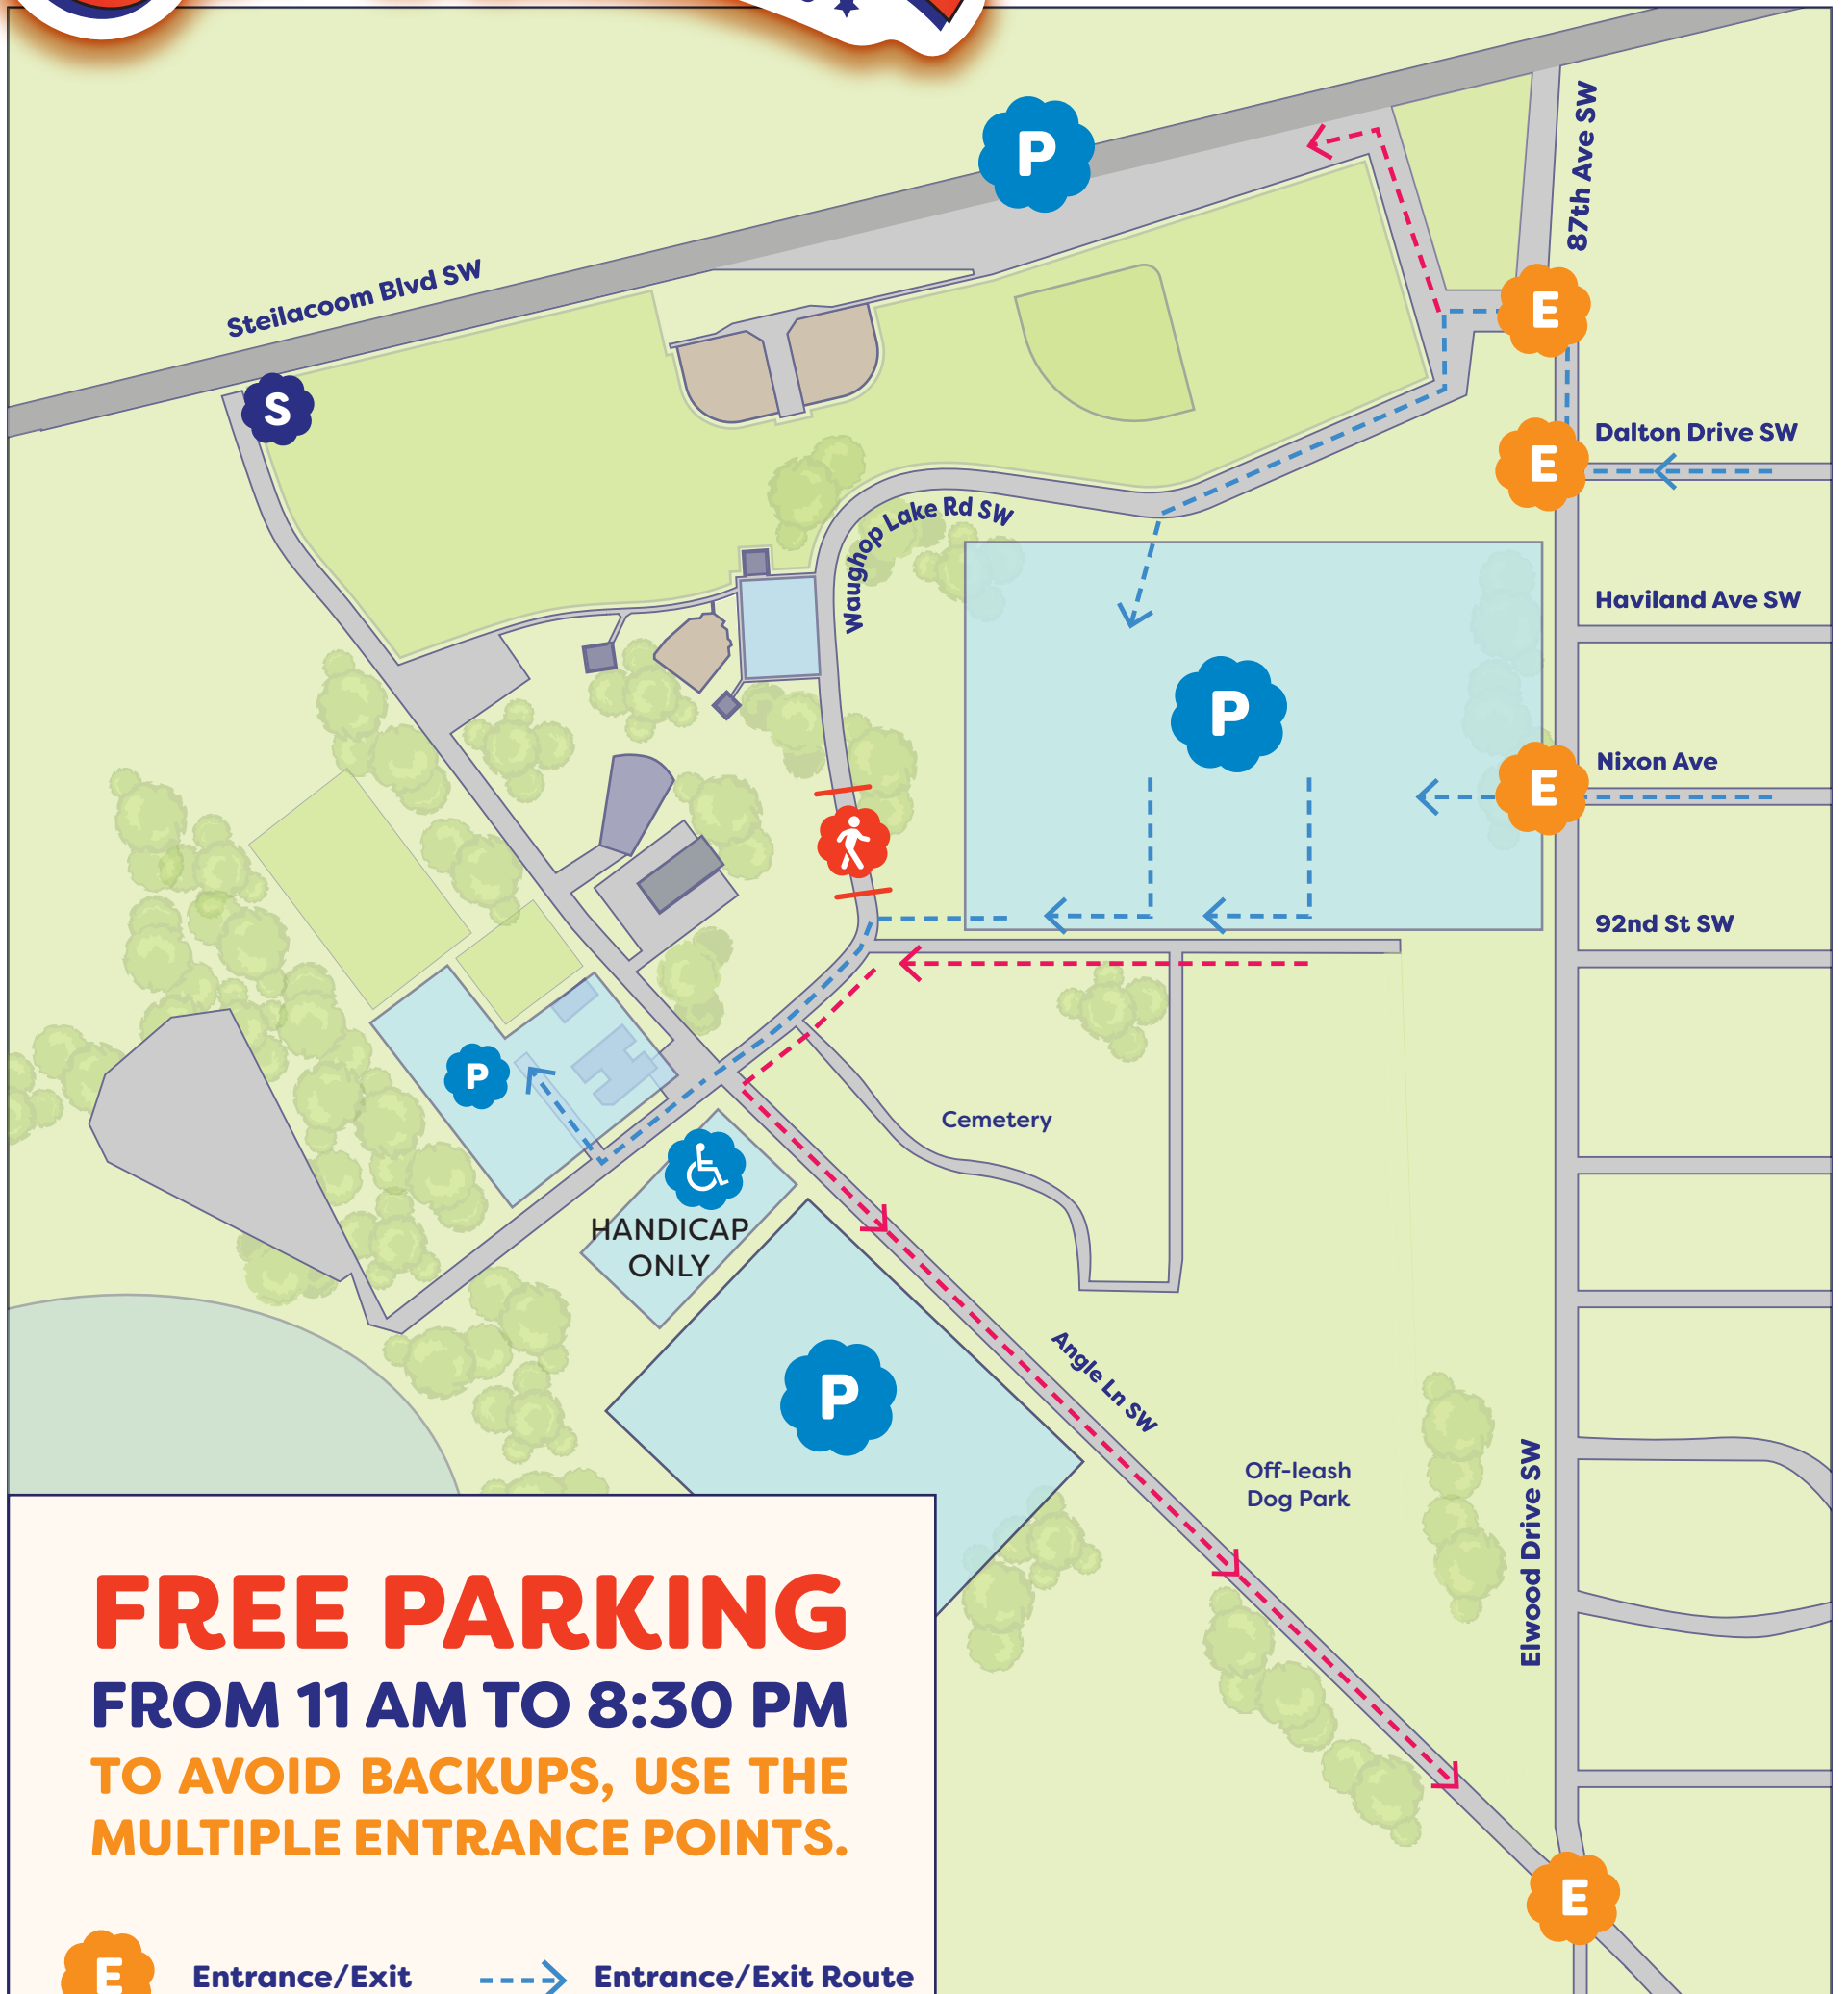 P
87th Ave SW
Steilacoom Blvd SW
E
S
Dalton Drive SW
E
Waughop Lake Rd SW
Haviland Ave SW
P
Nixon Ave
E
92nd St SW
P
Cemetery
HANDICAP
ONLY
P
Angle Ln SW
Off-leash
Dog Park
Elwood Drive SW
E
FREE PARKING
FROM 11 AM TO 8:30 PM
TO AVOID BACKUPS, USE THE
MULTIPLE ENTRANCE POINTS.
E Entrance/Exit Entrance/Exit Route